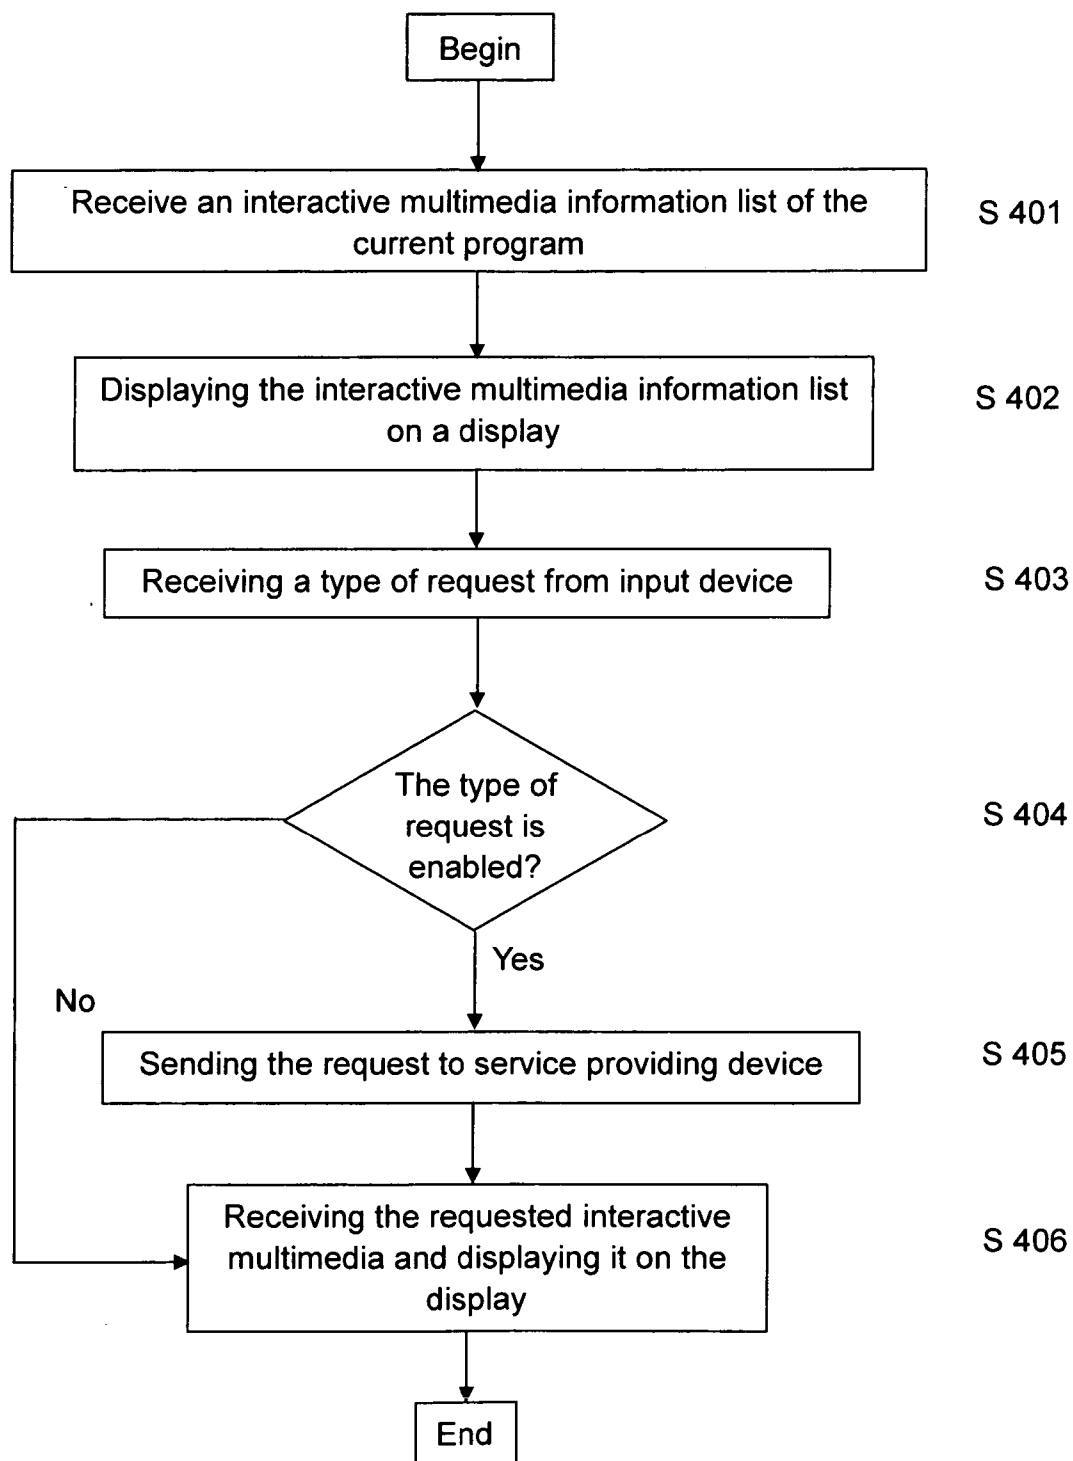 Begin
Receive an interactive multimedia information list of the
current program
S 401
Displaying the interactive multimedia information list
on a display
S 402
Receiving a type of request from input device
S 403
The type of
request is
enabled?
S 404
Yes
No
Sending the request to service providing device
S 405
Receiving the requested interactive
multimedia and displaying it on the
display
S 406
End